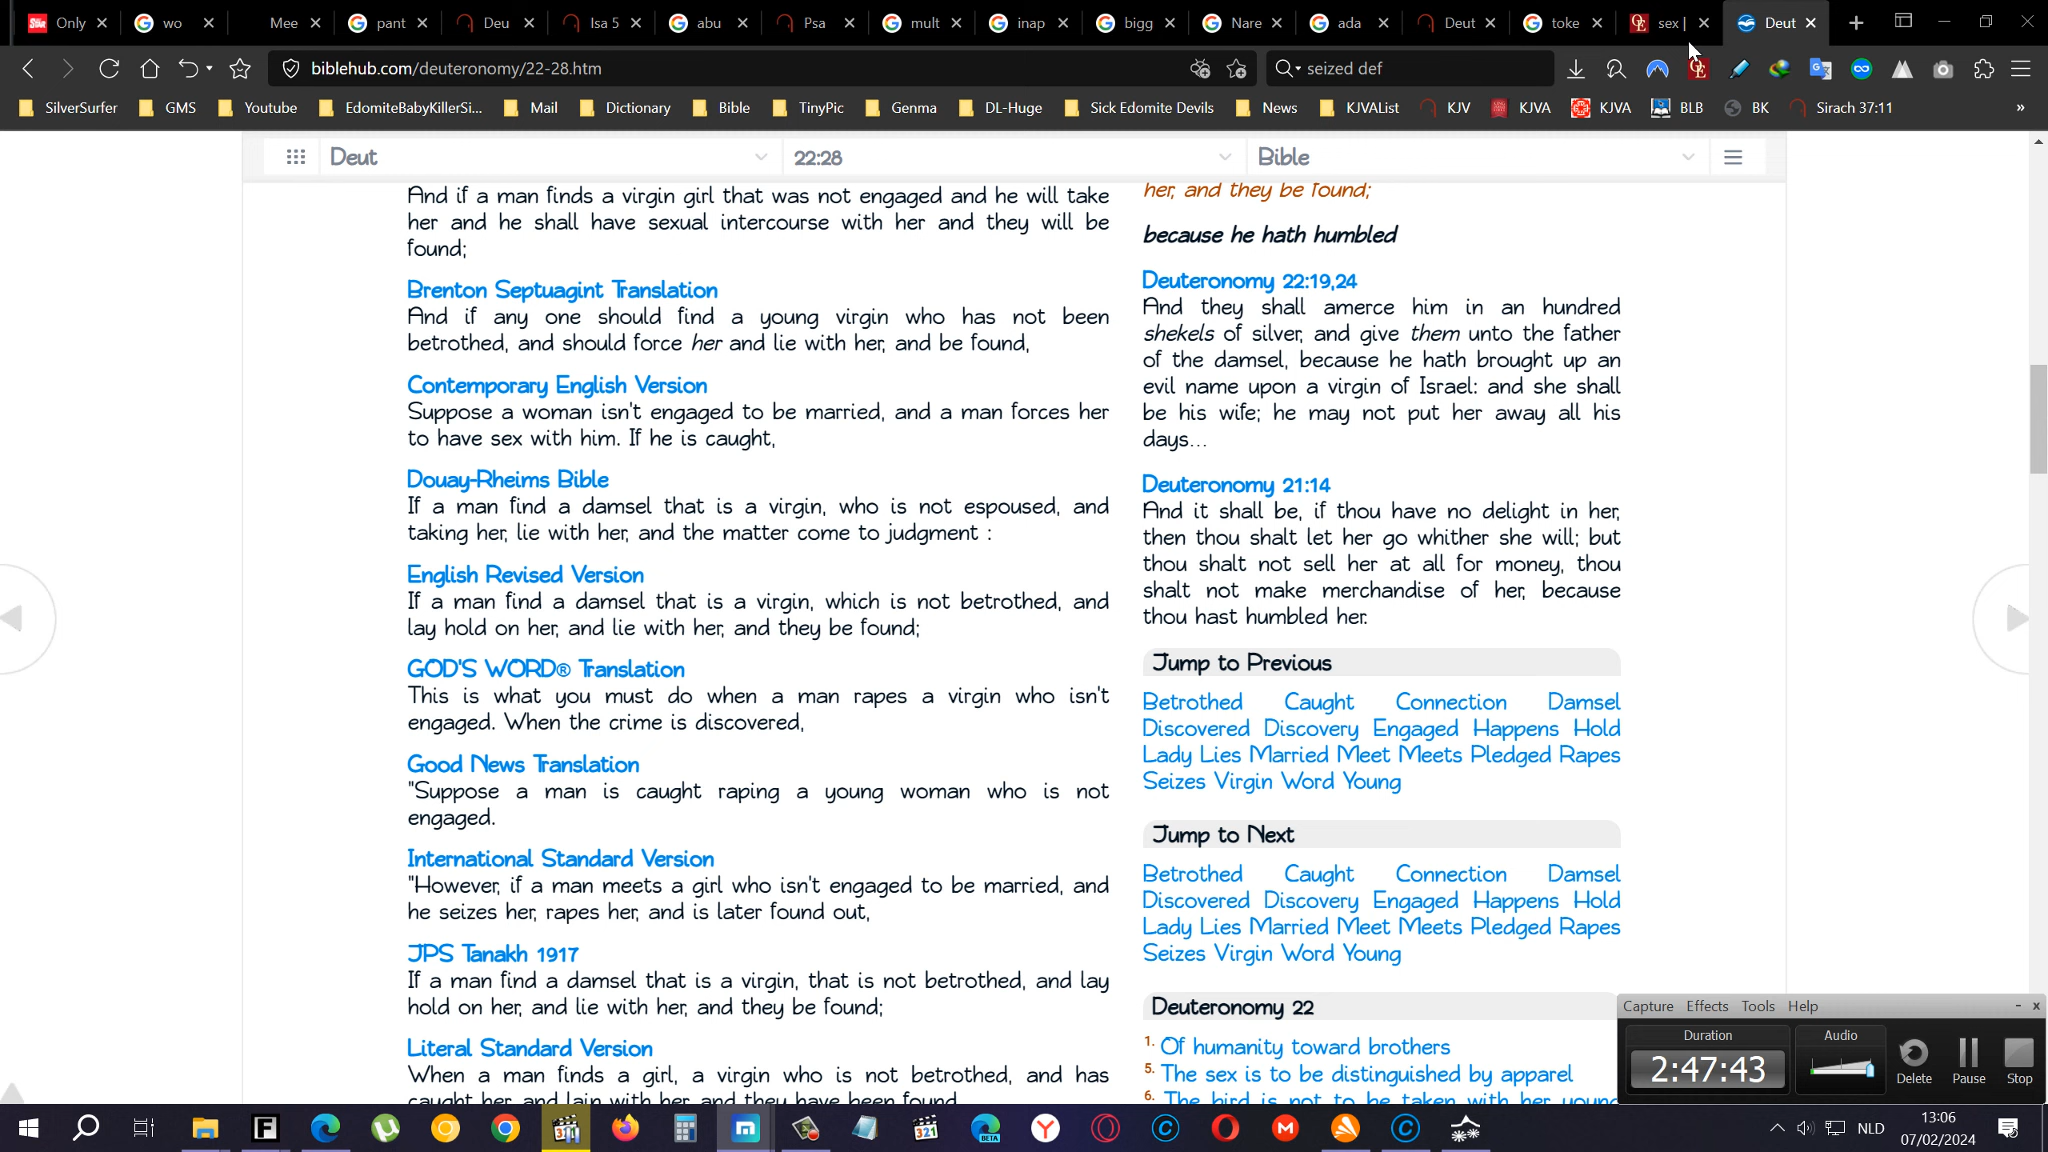 Only
wo
Mee
pant
Deu
Isa 5
abu
Psa
mult
inap
bigg
Nare
ada
Deut
toke
sex |
Deut
biblehub.com/deuteronomy/22-28.htm
seized def
SilverSurfer
GMS
Youtube
EdomiteBabyKillerSi...
Mail
Dictionary
Bible
TinyPic
Genma
DL-Huge
Sick Edomite Devils
News
KJVAList
KJV
KJVA
KJVA
BLB
BK
Sirach 37:11
Deut
22:28
Bible
And if a man finds a virgin girl that was not engaged and he will take
her and he shall have sexual intercourse with her and they will be
found;
Brenton Septuagint Translation
And if any one should find a young virgin who has not been
betrothed, and should force her and lie with her, and be found,
Contemporary English Version
Suppose a woman isn't engaged to be married, and a man forces her
to have sex with him. If he is caught,
Douay-Rheims Bible
If a man find a damsel that is a virgin, who is not espoused, and
taking her, lie with her, and the matter come to judgment :
English Revised Version
If a man find a damsel that is a virgin, which is not betrothed, and
lay hold on her, and lie with her, and they be found;
GOD'S WORD® Translation
This is what you must do when a man rapes a virgin who isn't
engaged. When the crime is discovered,
Good News Translation
"Suppose a man is caught raping a young woman who is not
engaged.
International Standard Version
"However, if a man meets a girl who isn't engaged to be married, and
he seizes her, rapes her, and is later found out,
JPS Tanakh 1917
If a man find a damsel that is a virgin, that is not betrothed, and lay
hold on her, and lie with her, and they be found;
Literal Standard Version
When a man finds a girl, a virgin who is not betrothed, and has
caught her, and lain with her, and they have been found,
her, and they be found;
because he hath humbled
Deuteronomy 22:19,24
And they shall amerce him in an hundred
shekels of silver, and give them unto the father
of the damsel, because he hath brought up an
evil name upon a virgin of Israel: and she shall
be his wife; he may not put her away all his
days…
Deuteronomy 21:14
And it shall be, if thou have no delight in her,
then thou shalt let her go whither she will; but
thou shalt not sell her at all for money, thou
shalt not make merchandise of her, because
thou hast humbled her.
Jump to Previous
Betrothed Caught Connection Damsel
Discovered Discovery Engaged Happens Hold
Lady Lies Married Meet Meets Pledged Rapes
Seizes Virgin Word Young
Jump to Next
Betrothed Caught Connection Damsel
Discovered Discovery Engaged Happens Hold
Lady Lies Married Meet Meets Pledged Rapes
Seizes Virgin Word Young
Deuteronomy 22
1. Of humanity toward brothers
5. The sex is to be distinguished by apparel
6. The bird is not to be taken with her young
Capture Effects Tools Help
Duration
Audio
2:47:43
Delete
Pause
Stop
NLD
13:06
07/02/2024